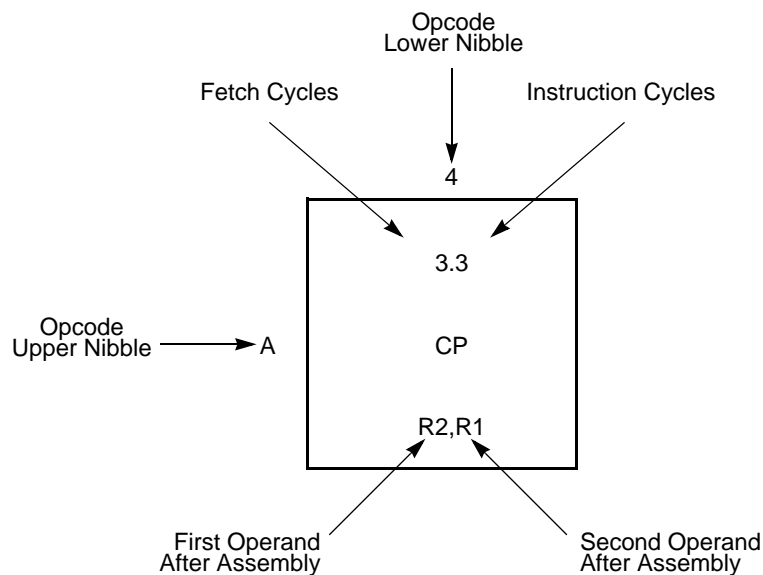 Opcode
Lower Nibble
Fetch Cycles
Instruction Cycles
4
3.3
Opcode
Upper Nibble
A
CP
R2,R1
First Operand
After Assembly
Second Operand
After Assembly